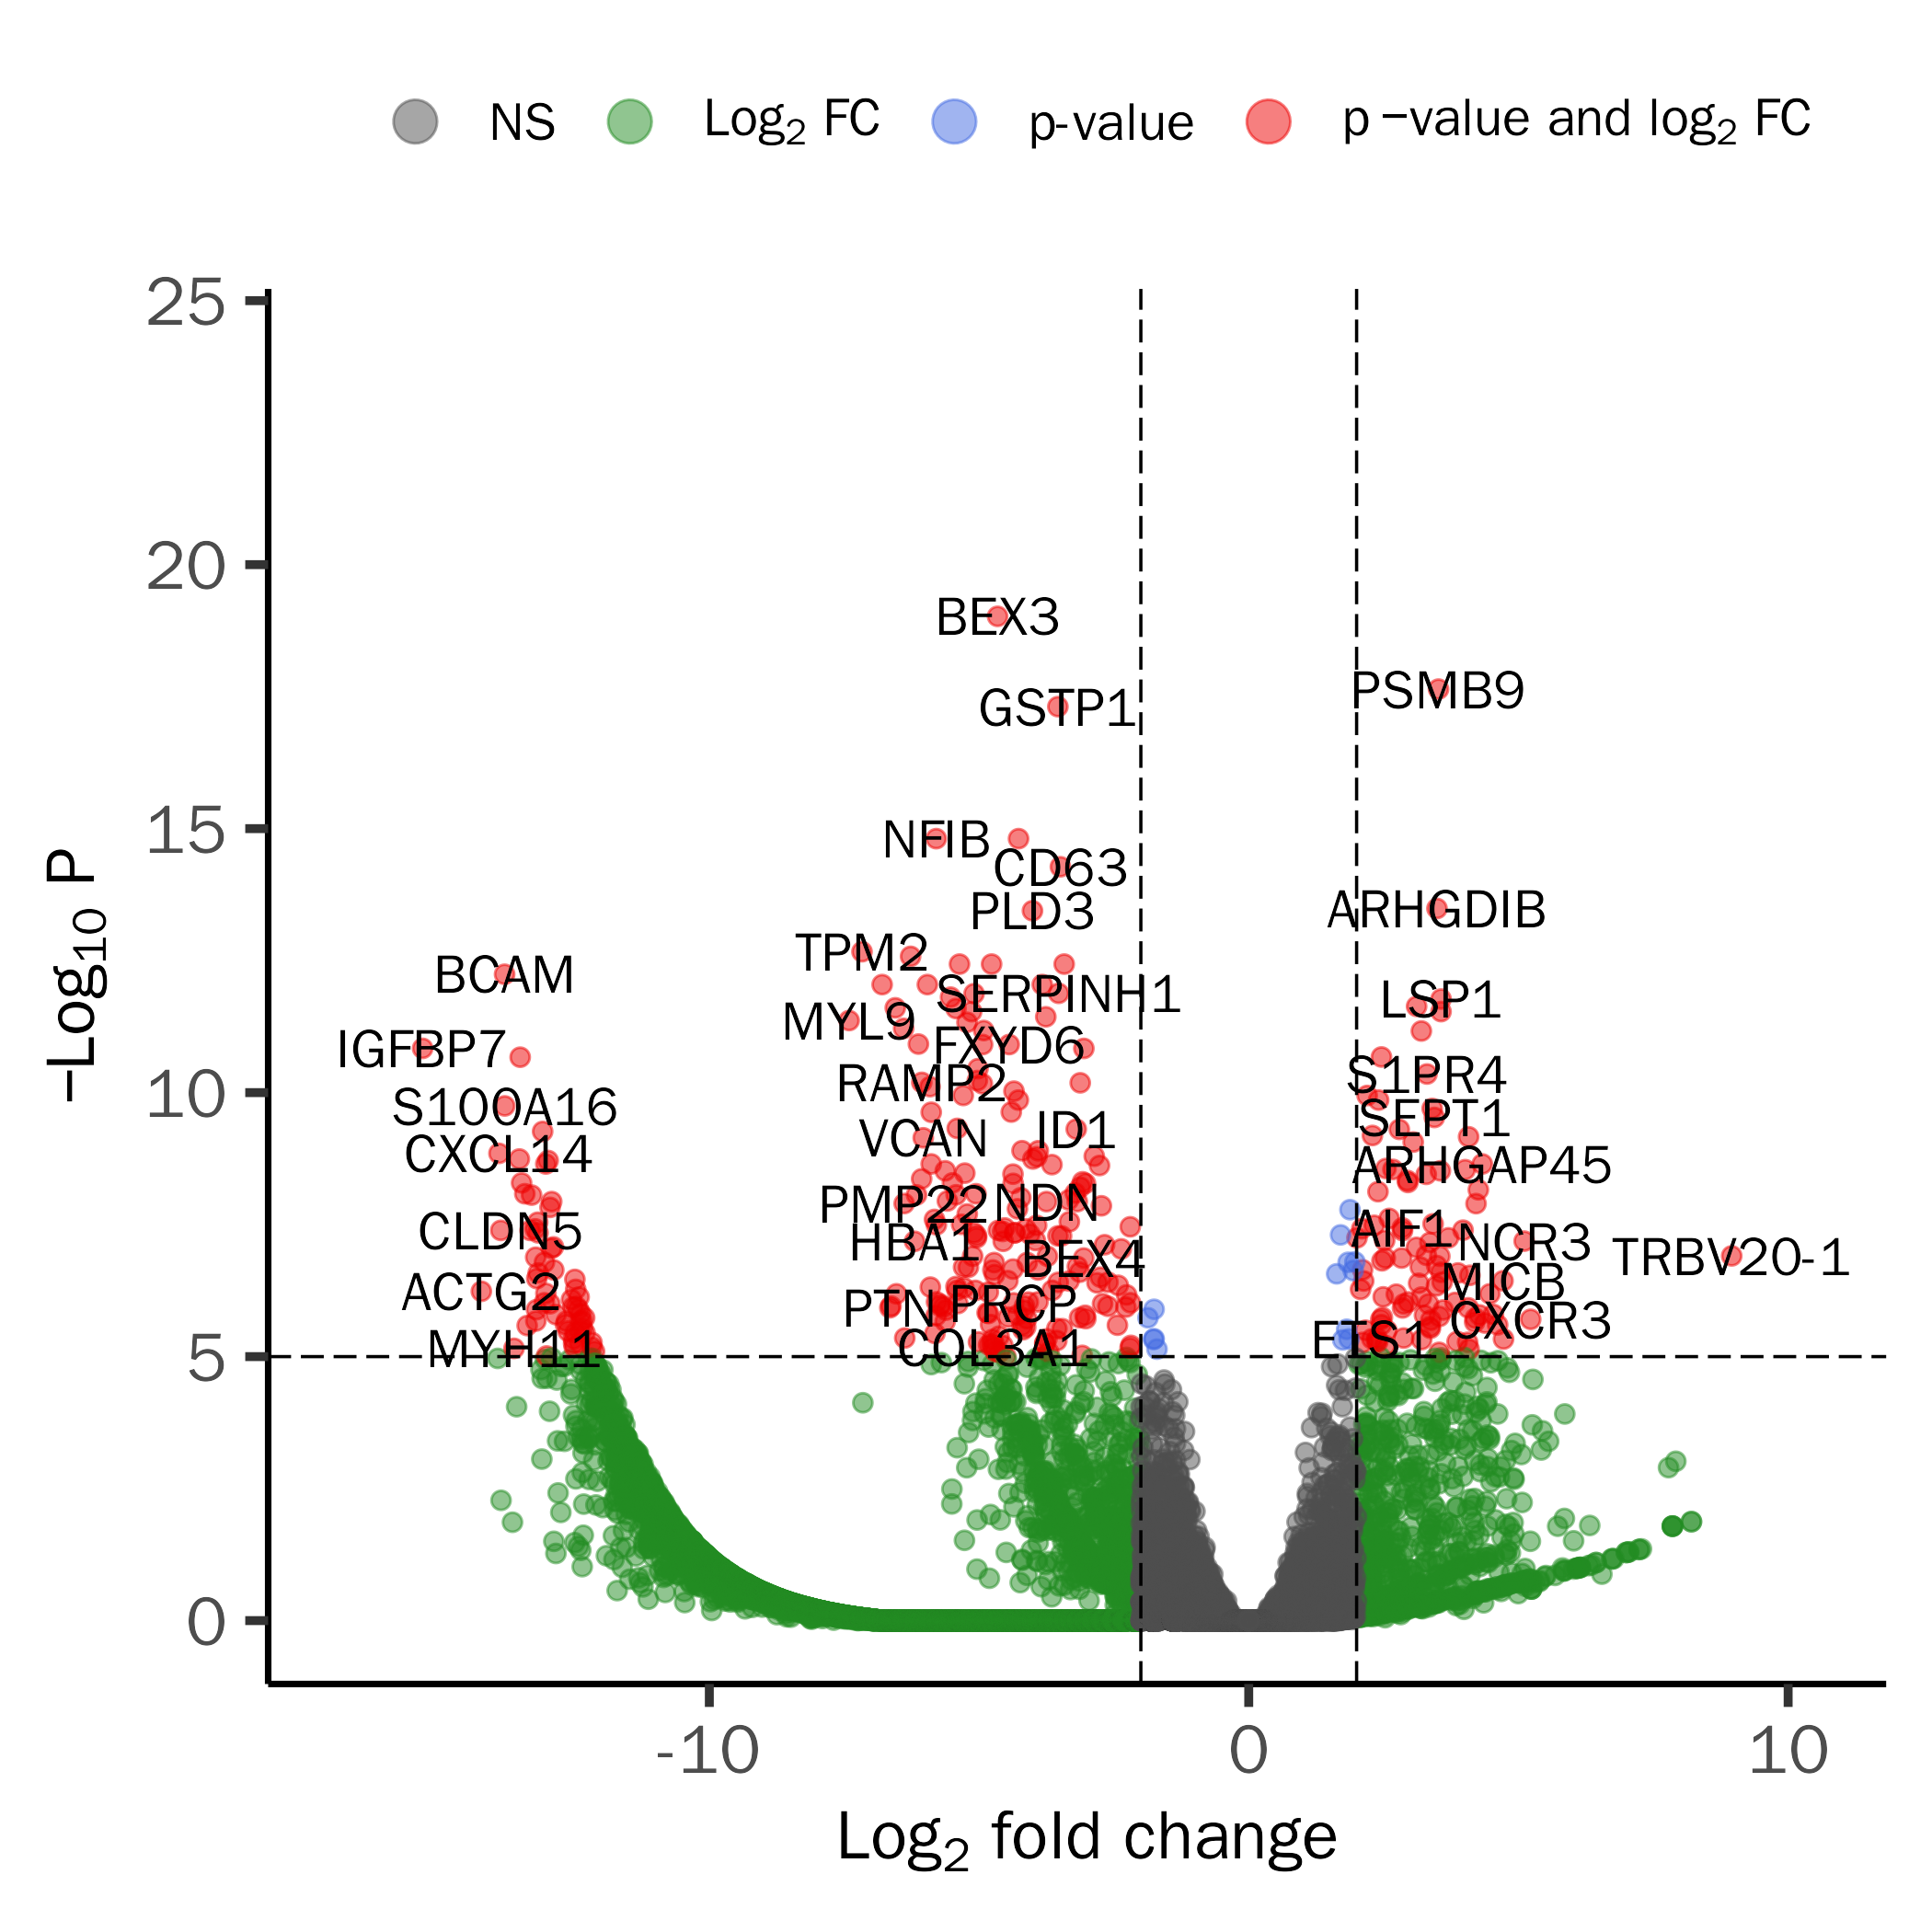 NS Log2 FC p-value p −value and log2 FC
−Log10 P
25
20
15
10
5
0
BEX3
PSMB9
GSTP1
NFIB
CD63
PLD3
ARHGDIB
TPM2
BCAM
SERPINH1
LSP1
MYL9
FXYD6
IGFBP7
RAMP2
S1PR4
S100A16
SEPT1
ID1
VCAN
CXCL14
ARHGAP45
PMP22
NDN
CLDN5
AIF1
HBA1
NCR3
BEX4
TRBV20-1
MICB
ACTG2
PTN
PRCP
CXCR3
ETS1
MYH11
COL3A1
-10 0 10
Log2 fold change